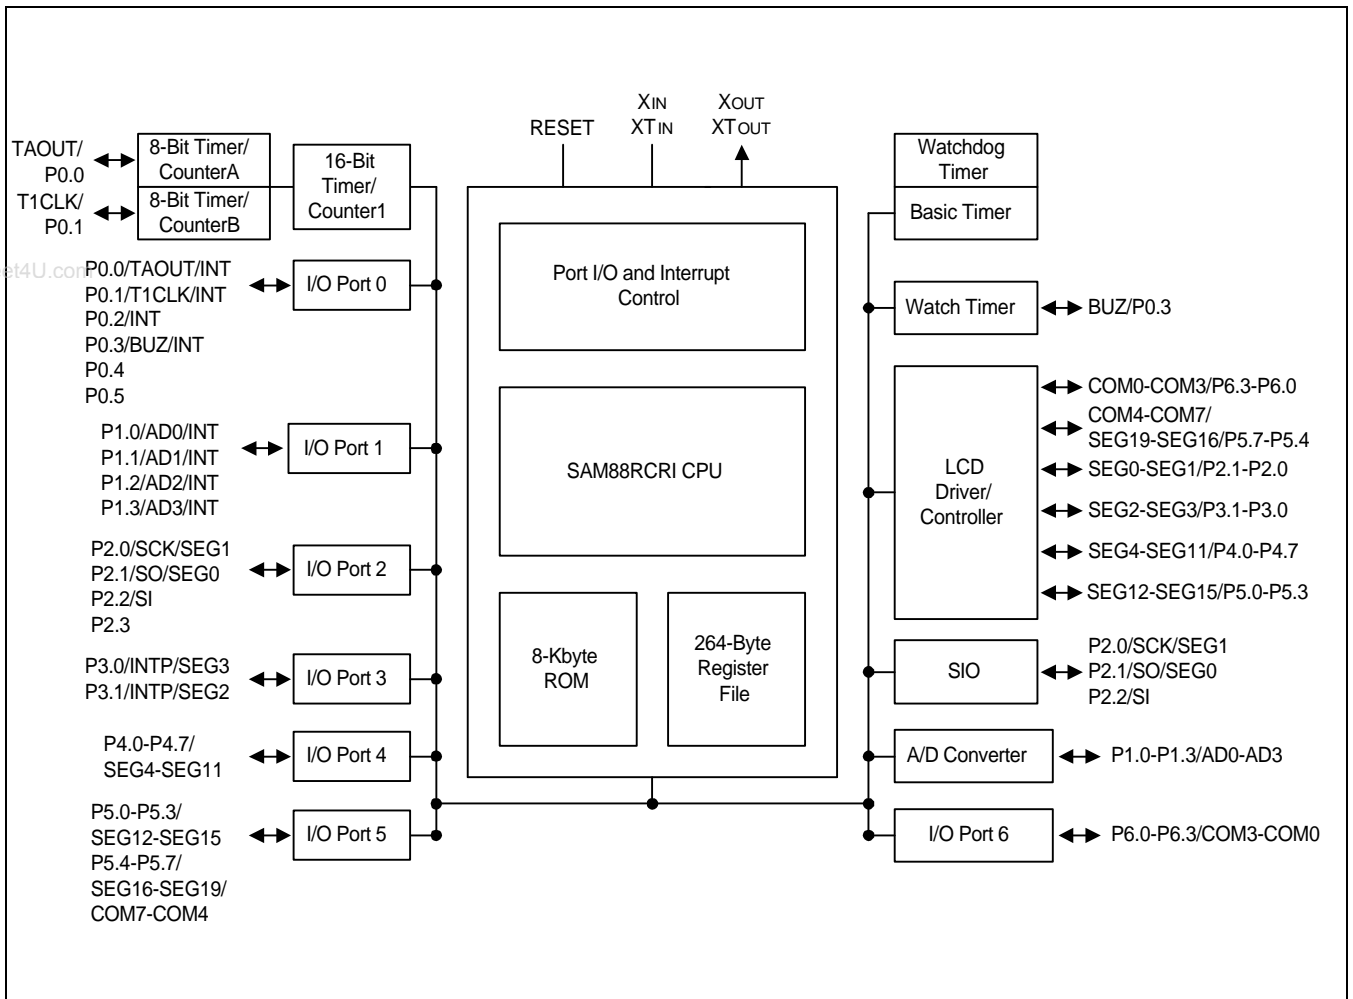 XIN
XTIN
XOUT
XTOUT
RESET
TAOUT/
P0.0
T1CLK/
P0.1
8-Bit Timer/
CounterA
8-Bit Timer/
CounterB
16-Bit
Timer/
Counter1
et4U.com
P0.0/TAOUT/INT
P0.1/T1CLK/INT
P0.2/INT
P0.3/BUZ/INT
P0.4
P0.5
I/O Port 0
P1.0/AD0/INT
P1.1/AD1/INT
P1.2/AD2/INT
P1.3/AD3/INT
I/O Port 1
P2.0/SCK/SEG1
P2.1/SO/SEG0
P2.2/SI
P2.3
I/O Port 2
P3.0/INTP/SEG3
P3.1/INTP/SEG2
I/O Port 3
P4.0-P4.7/
SEG4-SEG11
I/O Port 4
P5.0-P5.3/
SEG12-SEG15
P5.4-P5.7/
SEG16-SEG19/
COM7-COM4
I/O Port 5
Port I/O and Interrupt
Control
SAM88RCRI CPU
8-Kbyte
ROM
264-Byte
Register
File
Watchdog
Timer
Basic Timer
Watch Timer
BUZ/P0.3
LCD
Driver/
Controller
COM0-COM3/P6.3-P6.0
COM4-COM7/
SEG19-SEG16/P5.7-P5.4
SEG0-SEG1/P2.1-P2.0
SEG2-SEG3/P3.1-P3.0
SEG4-SEG11/P4.0-P4.7
SEG12-SEG15/P5.0-P5.3
SIO
P2.0/SCK/SEG1
P2.1/SO/SEG0
P2.2/SI
A/D Converter
P1.0-P1.3/AD0-AD3
I/O Port 6
P6.0-P6.3/COM3-COM0